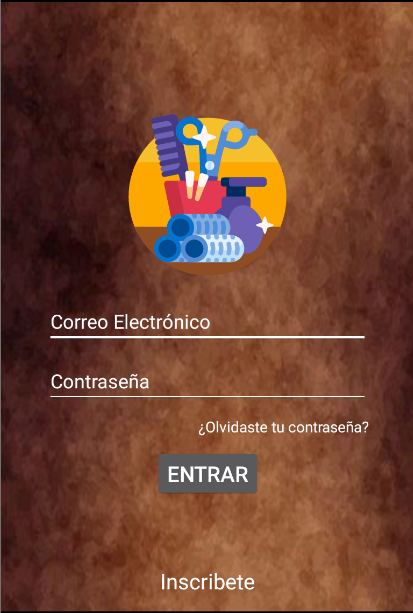 Correo Electrónico
Contraseña
¿Olvidaste tu contraseña?
ENTRAR
Inscribete